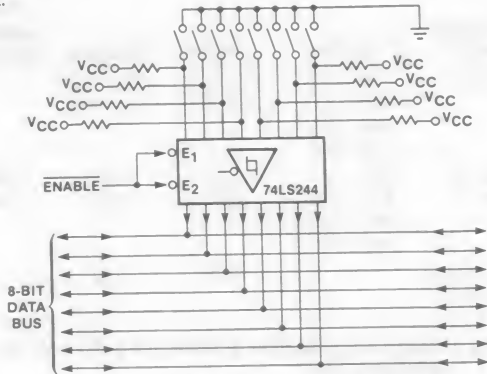 VCC
VCC
VCC
VCC
VCC
VCC
VCC
VCC
E1
E2
ENABLE
74LS244
8-BIT
DATA
BUS